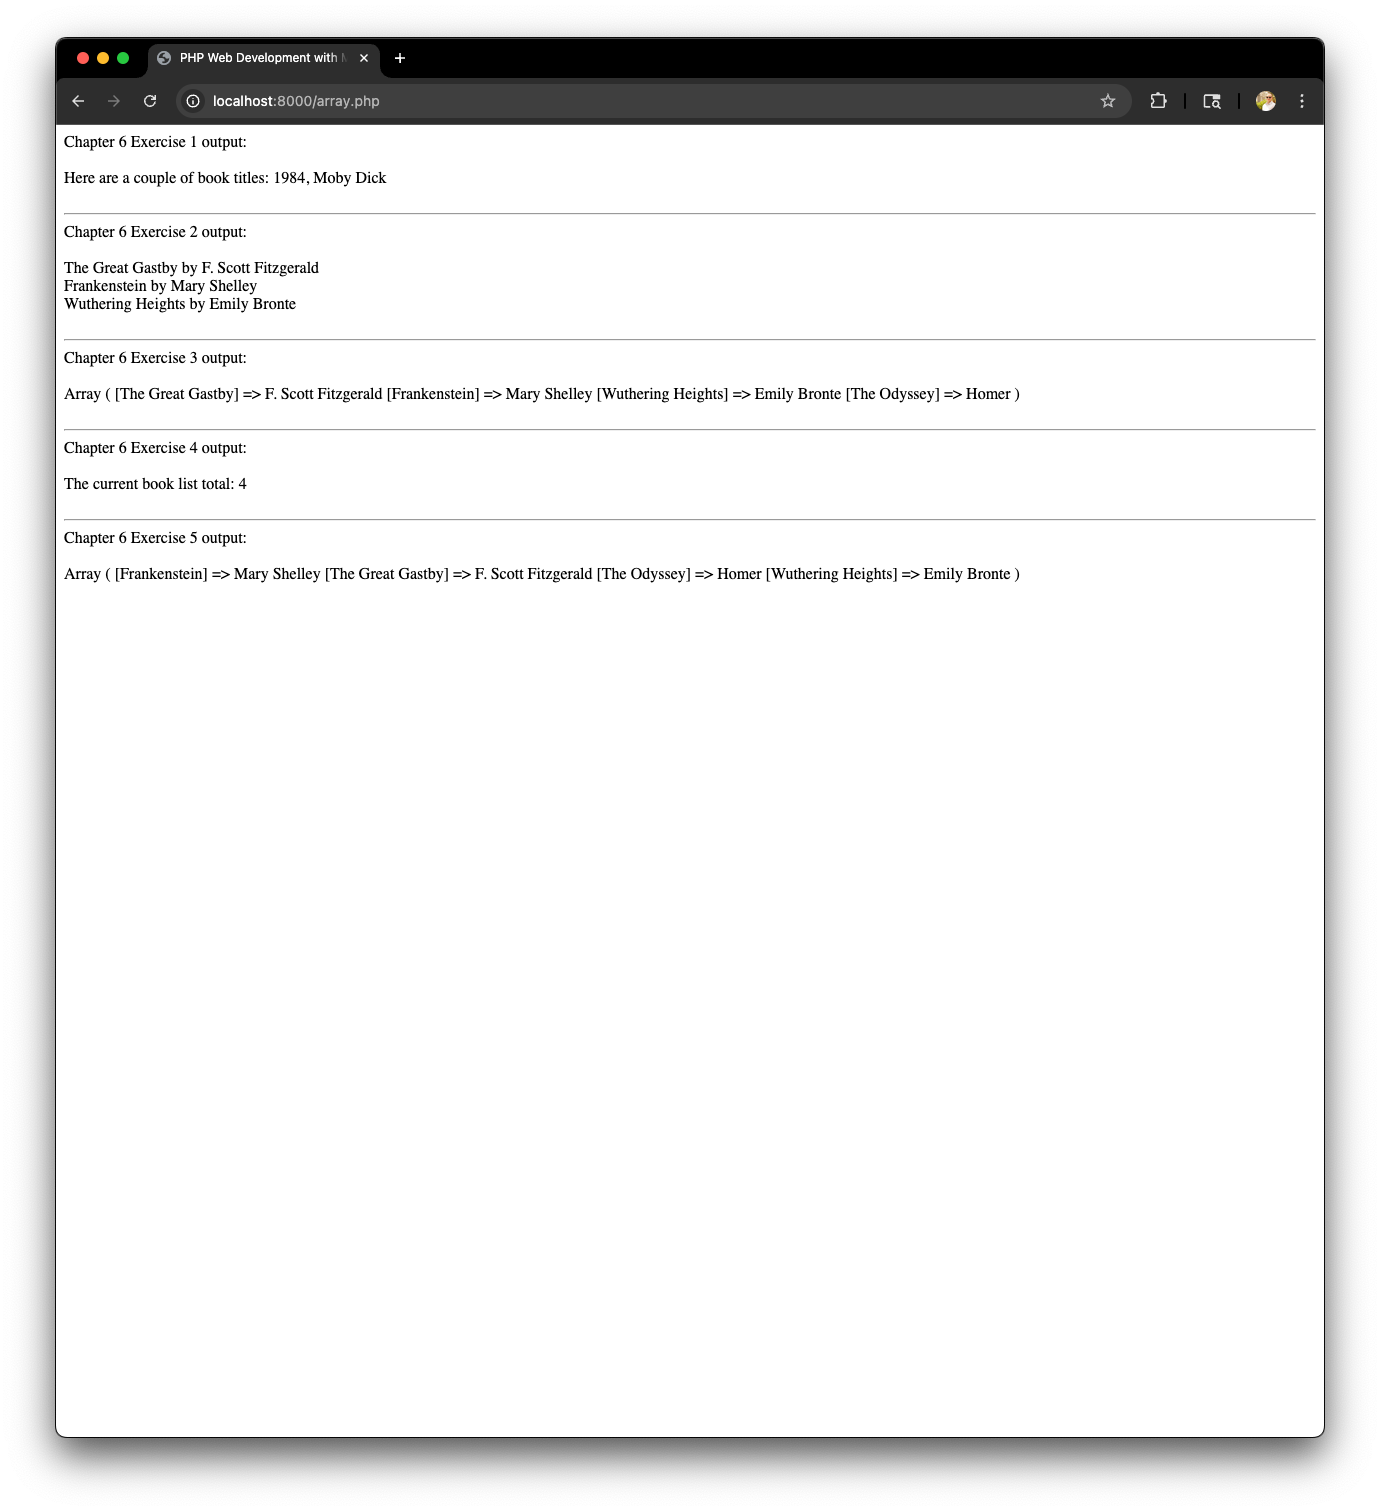 PHP Web Development with
localhost:8000/array.php
Chapter 6 Exercise 1 output:
Here are a couple of book titles: 1984, Moby Dick
Chapter 6 Exercise 2 output:
The Great Gastby by F. Scott Fitzgerald
Frankenstein by Mary Shelley
Wuthering Heights by Emily Bronte
Chapter 6 Exercise 3 output:
Array ( [The Great Gastby] => F. Scott Fitzgerald [Frankenstein] => Mary Shelley [Wuthering Heights] => Emily Bronte [The Odyssey] => Homer )
Chapter 6 Exercise 4 output:
The current book list total: 4
Chapter 6 Exercise 5 output:
Array ( [Frankenstein] => Mary Shelley [The Great Gastby] => F. Scott Fitzgerald [The Odyssey] => Homer [Wuthering Heights] => Emily Bronte )